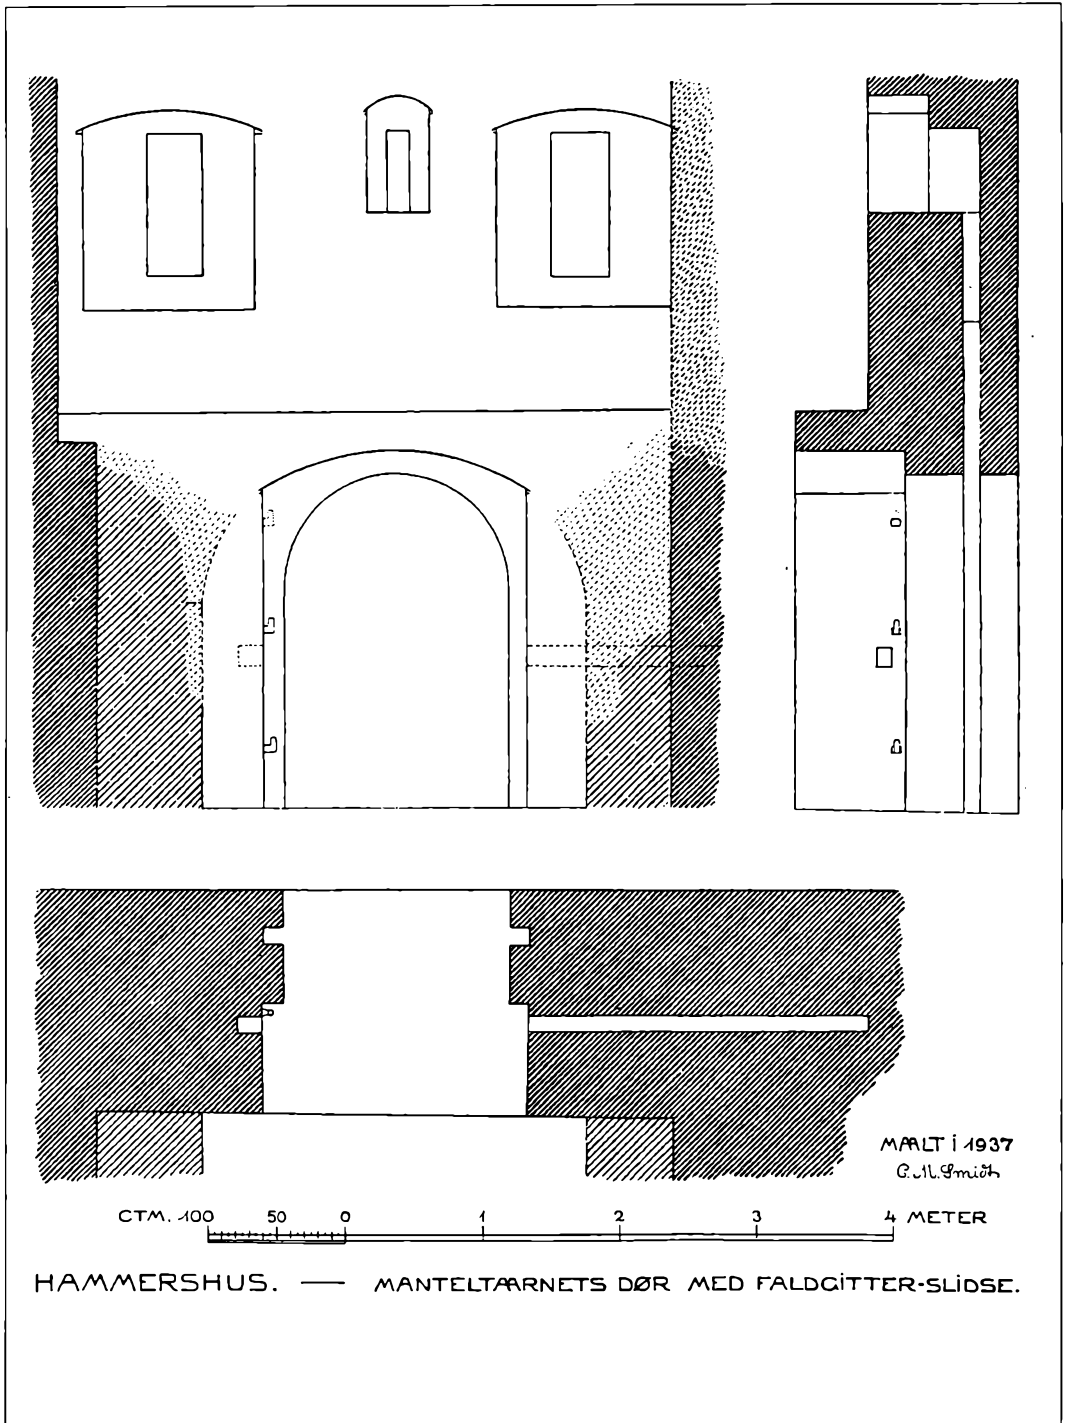 MAALT I 1937
C. M. Smidt
CTM. 100 50 0 1 2 3 4 METER
HAMMERSHUS. — MANTELTAARNETS DØR MED FALDGITTER-SLIDSE.